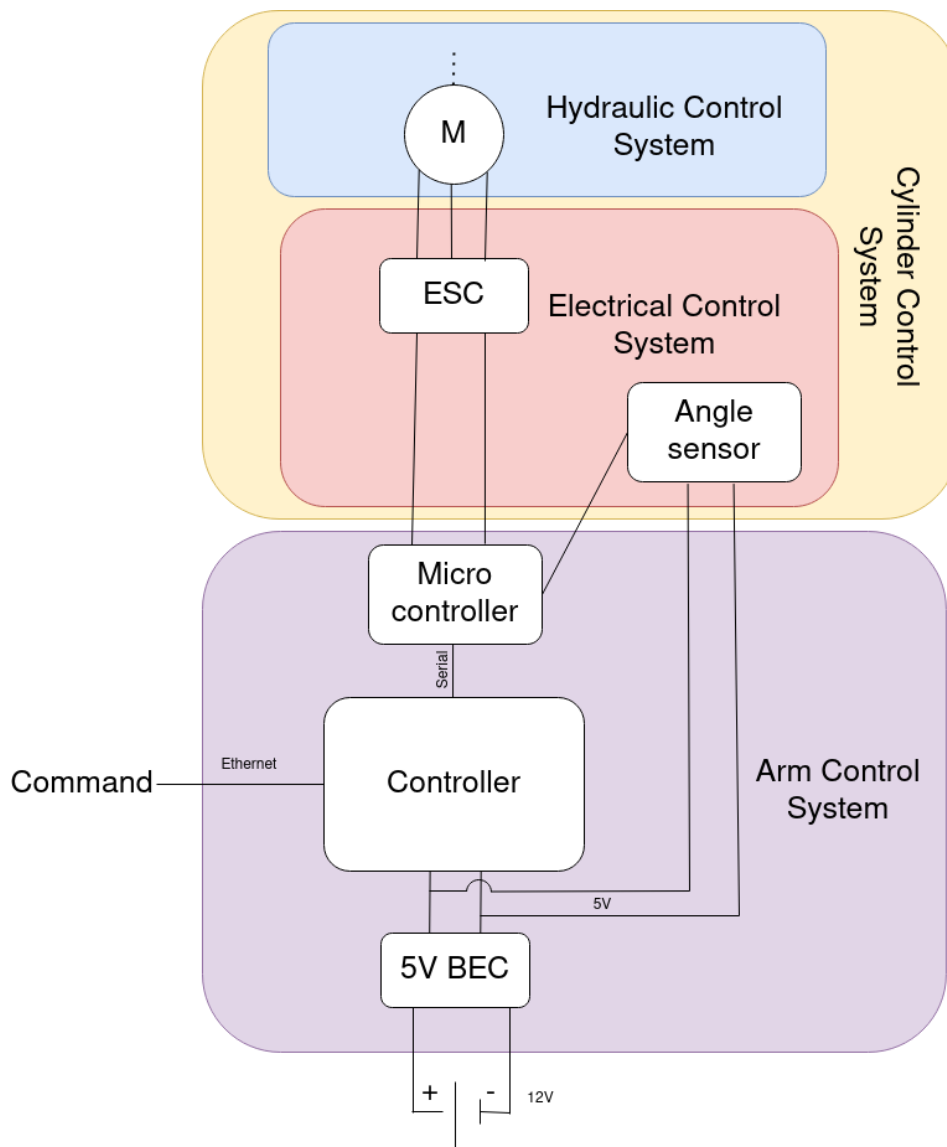 M
Hydraulic Control
System
Cylinder Control
System
ESC
Electrical Control
System
Angle
sensor
Micro
controller
Serial
Ethernet
Command
Controller
Arm Control
System
5V
5V BEC
+
-
12V